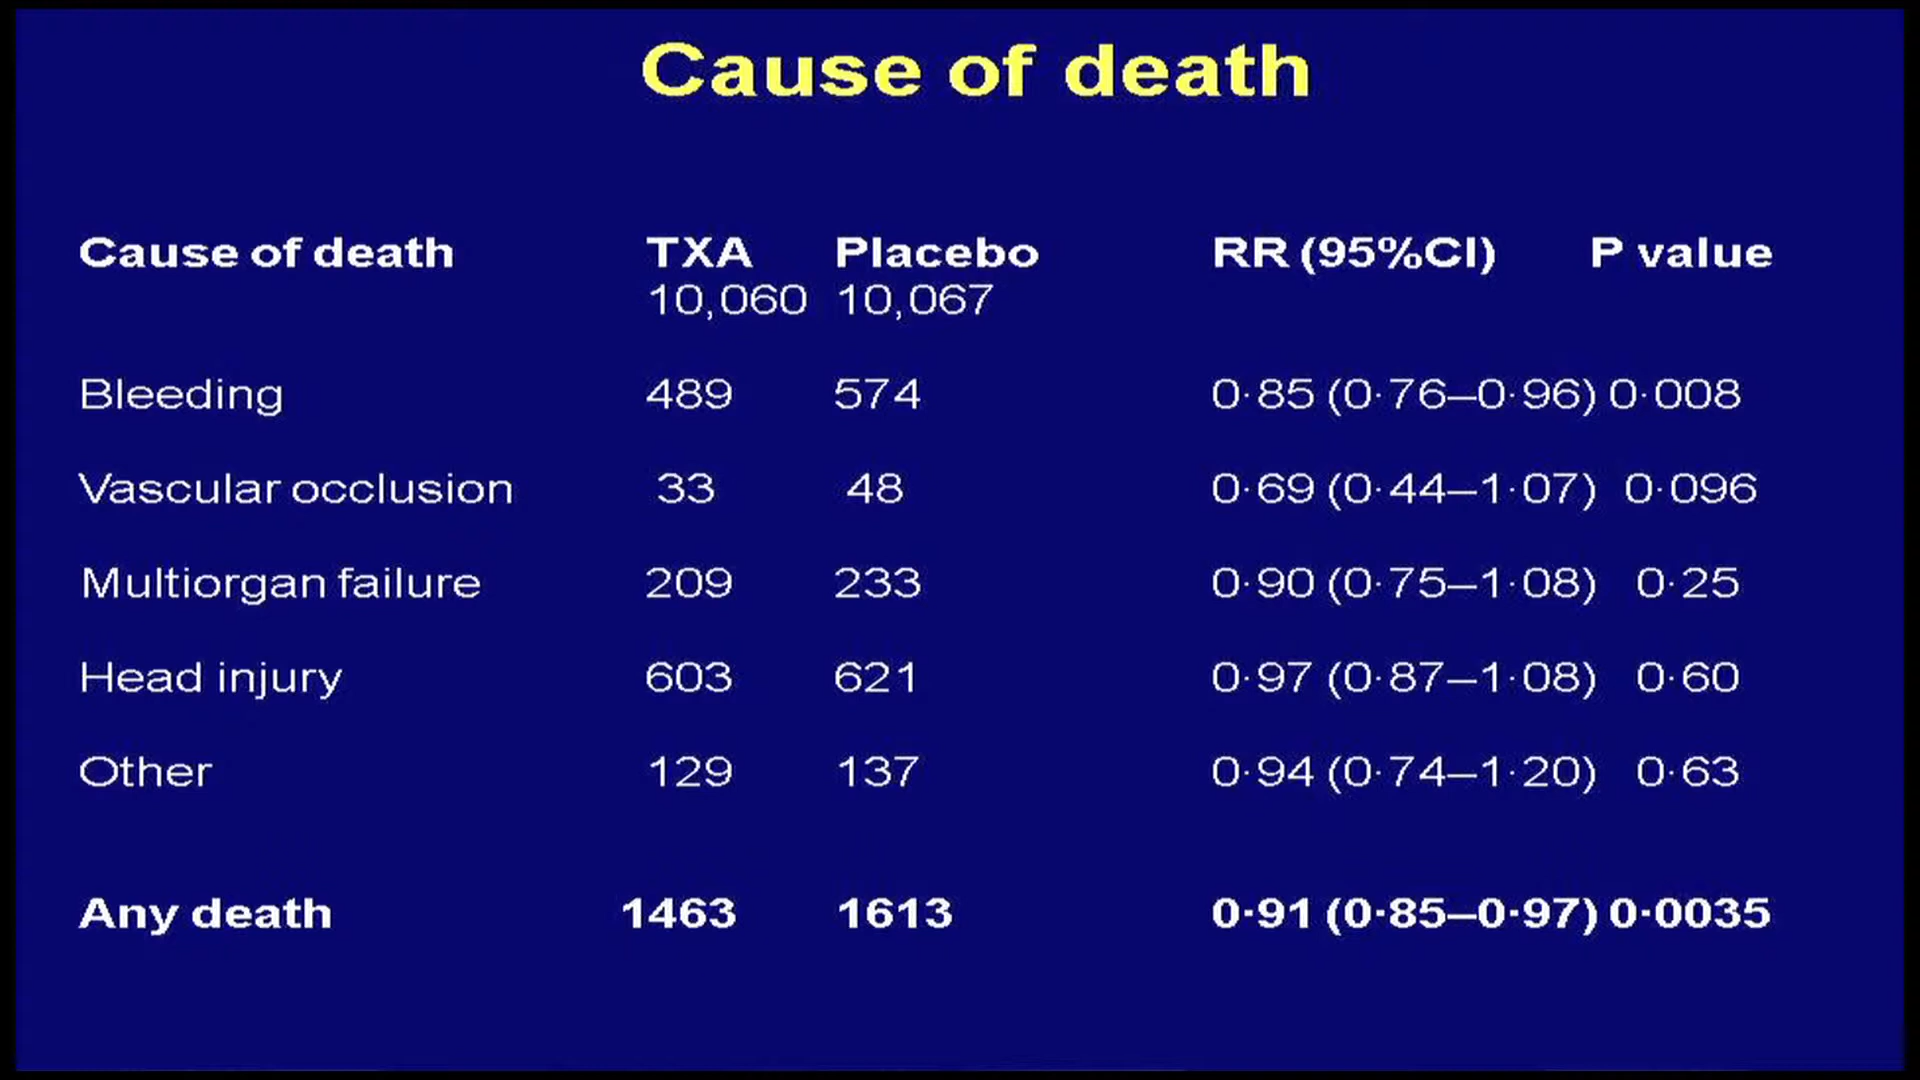 Cause of death
Cause of death TXA Placebo RR (95%CI) P value
10,060 10,067
Bleeding 489 574 0·85 (0·76–0·96) 0·008
Vascular occlusion 33 48 0·69 (0·44–1·07) 0·096
Multiorgan failure 209 233 0·90 (0·75–1·08) 0·25
Head injury 603 621 0·97 (0·87–1·08) 0·60
Other 129 137 0·94 (0·74–1·20) 0·63
Any death 1463 1613 0·91 (0·85–0·97) 0·0035